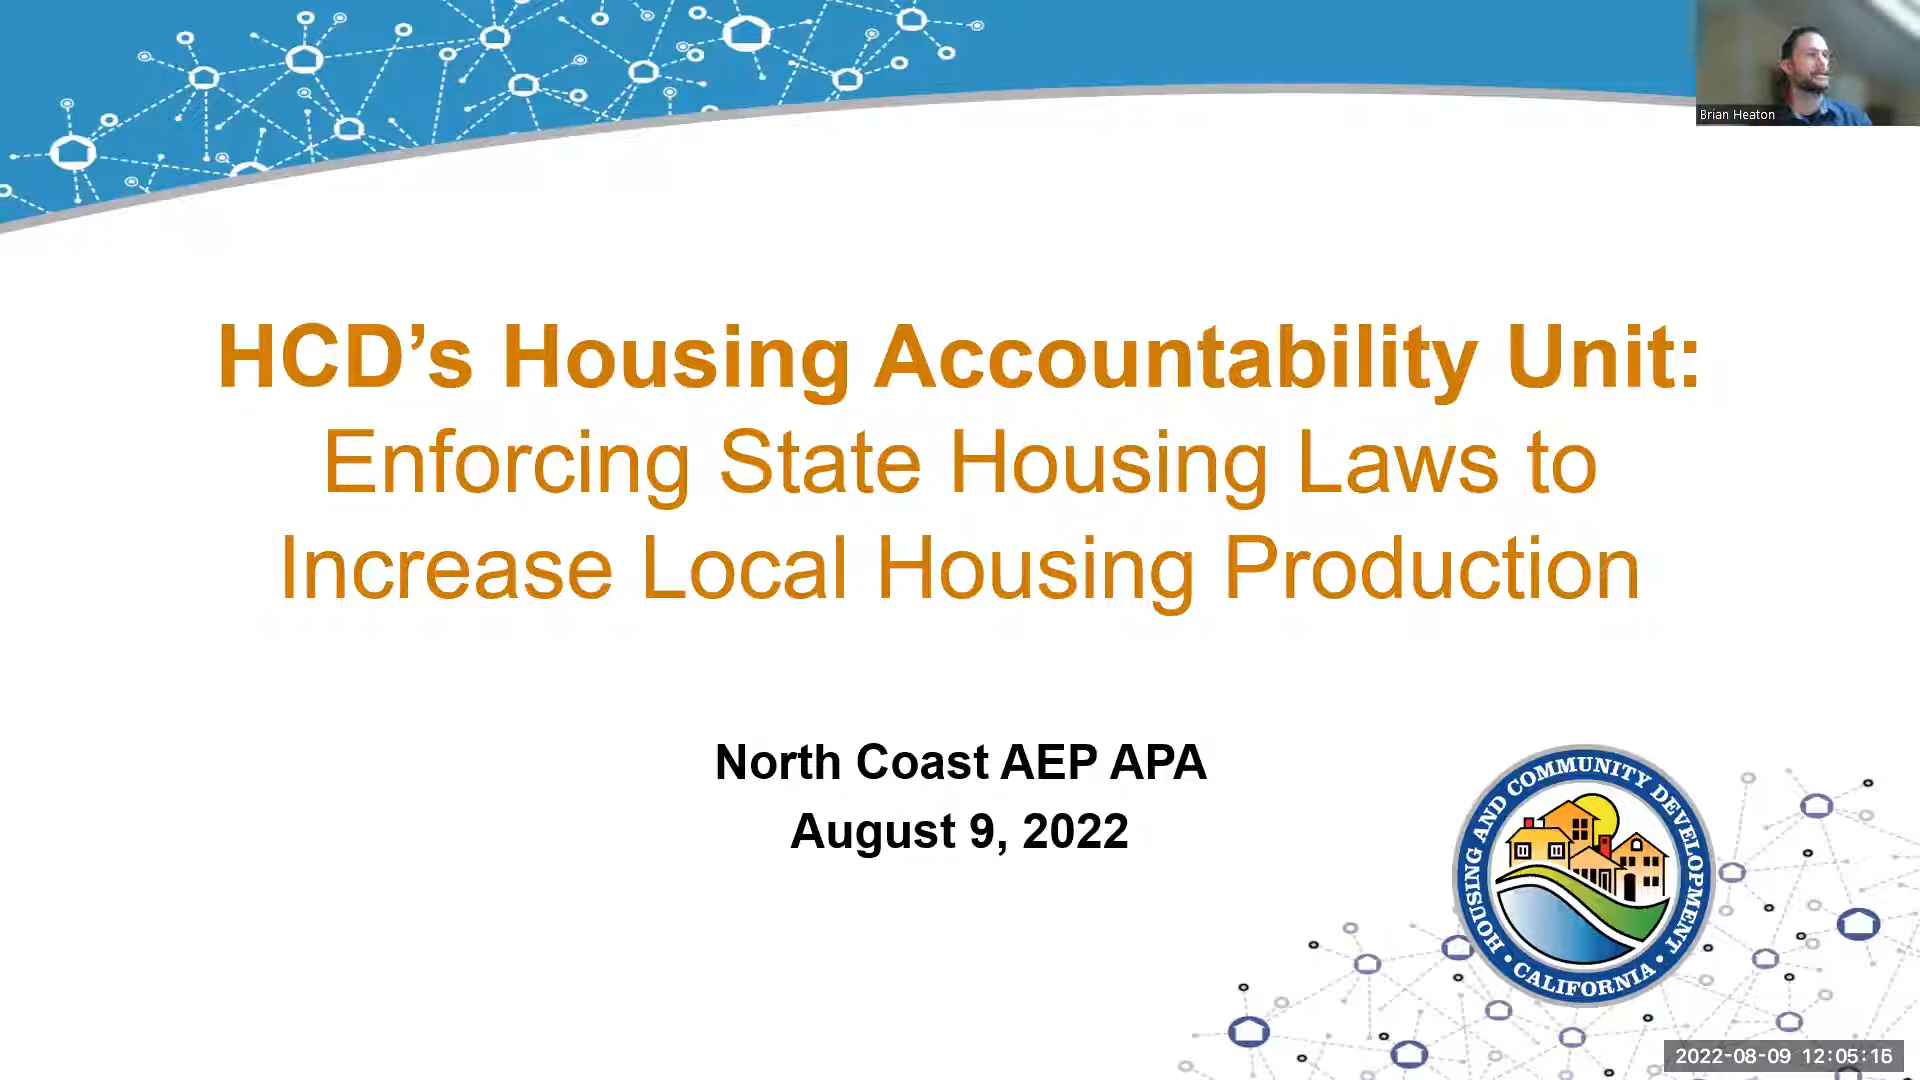 Brian Heaton
HCD’s Housing Accountability Unit:
Enforcing State Housing Laws to
Increase Local Housing Production
North Coast AEP APA
August 9, 2022
HOUSING AND COMMUNITY DEVELOPMENT
• CALIFORNIA •
2022-08-09 12:05:16